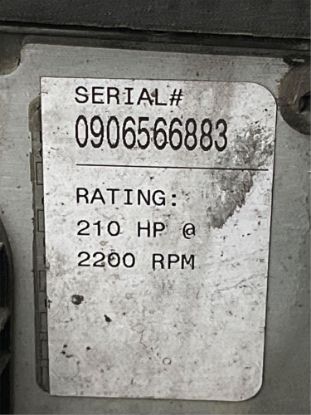 SERIAL#
0906566883
RATING:
210 HP @
2200 RPM